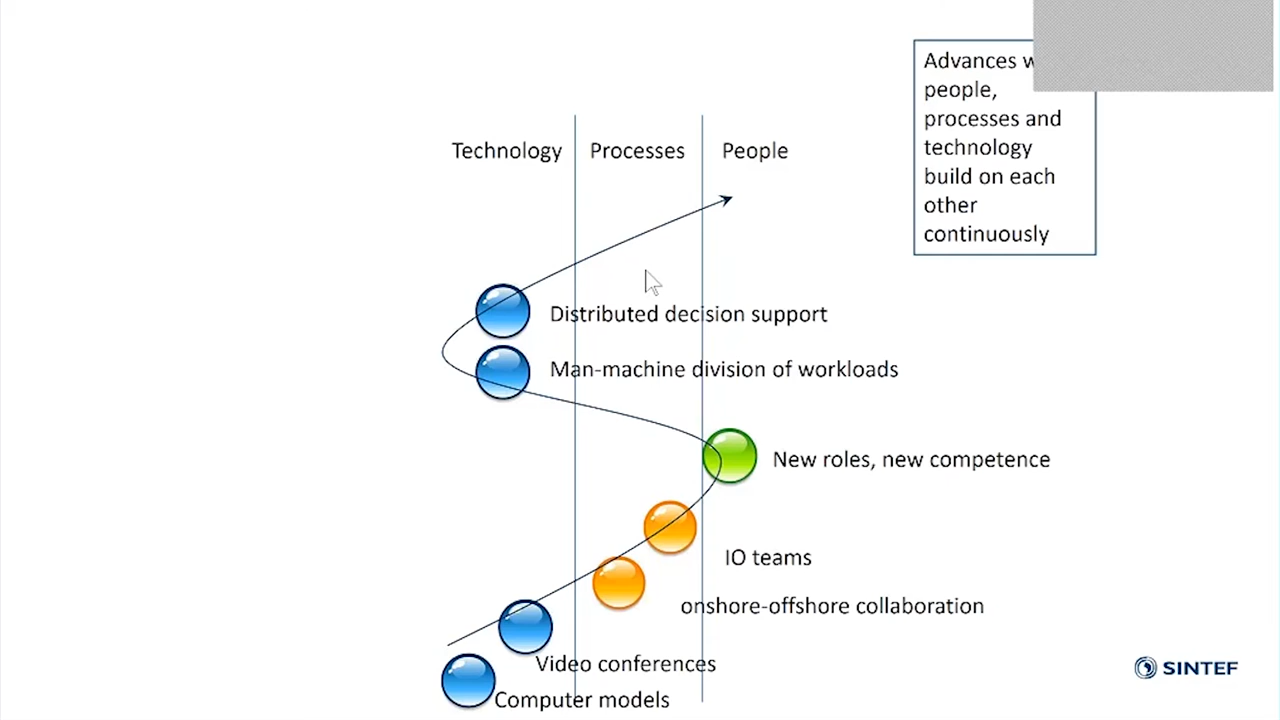 Advances
people,
processes and
technology
build on each
other
continuously
Technology Processes People
Distributed decision support
Man-machine division of workloads
New roles, new competence
IO teams
onshore-offshore collaboration
Video conferences
Computer models
SINTEF